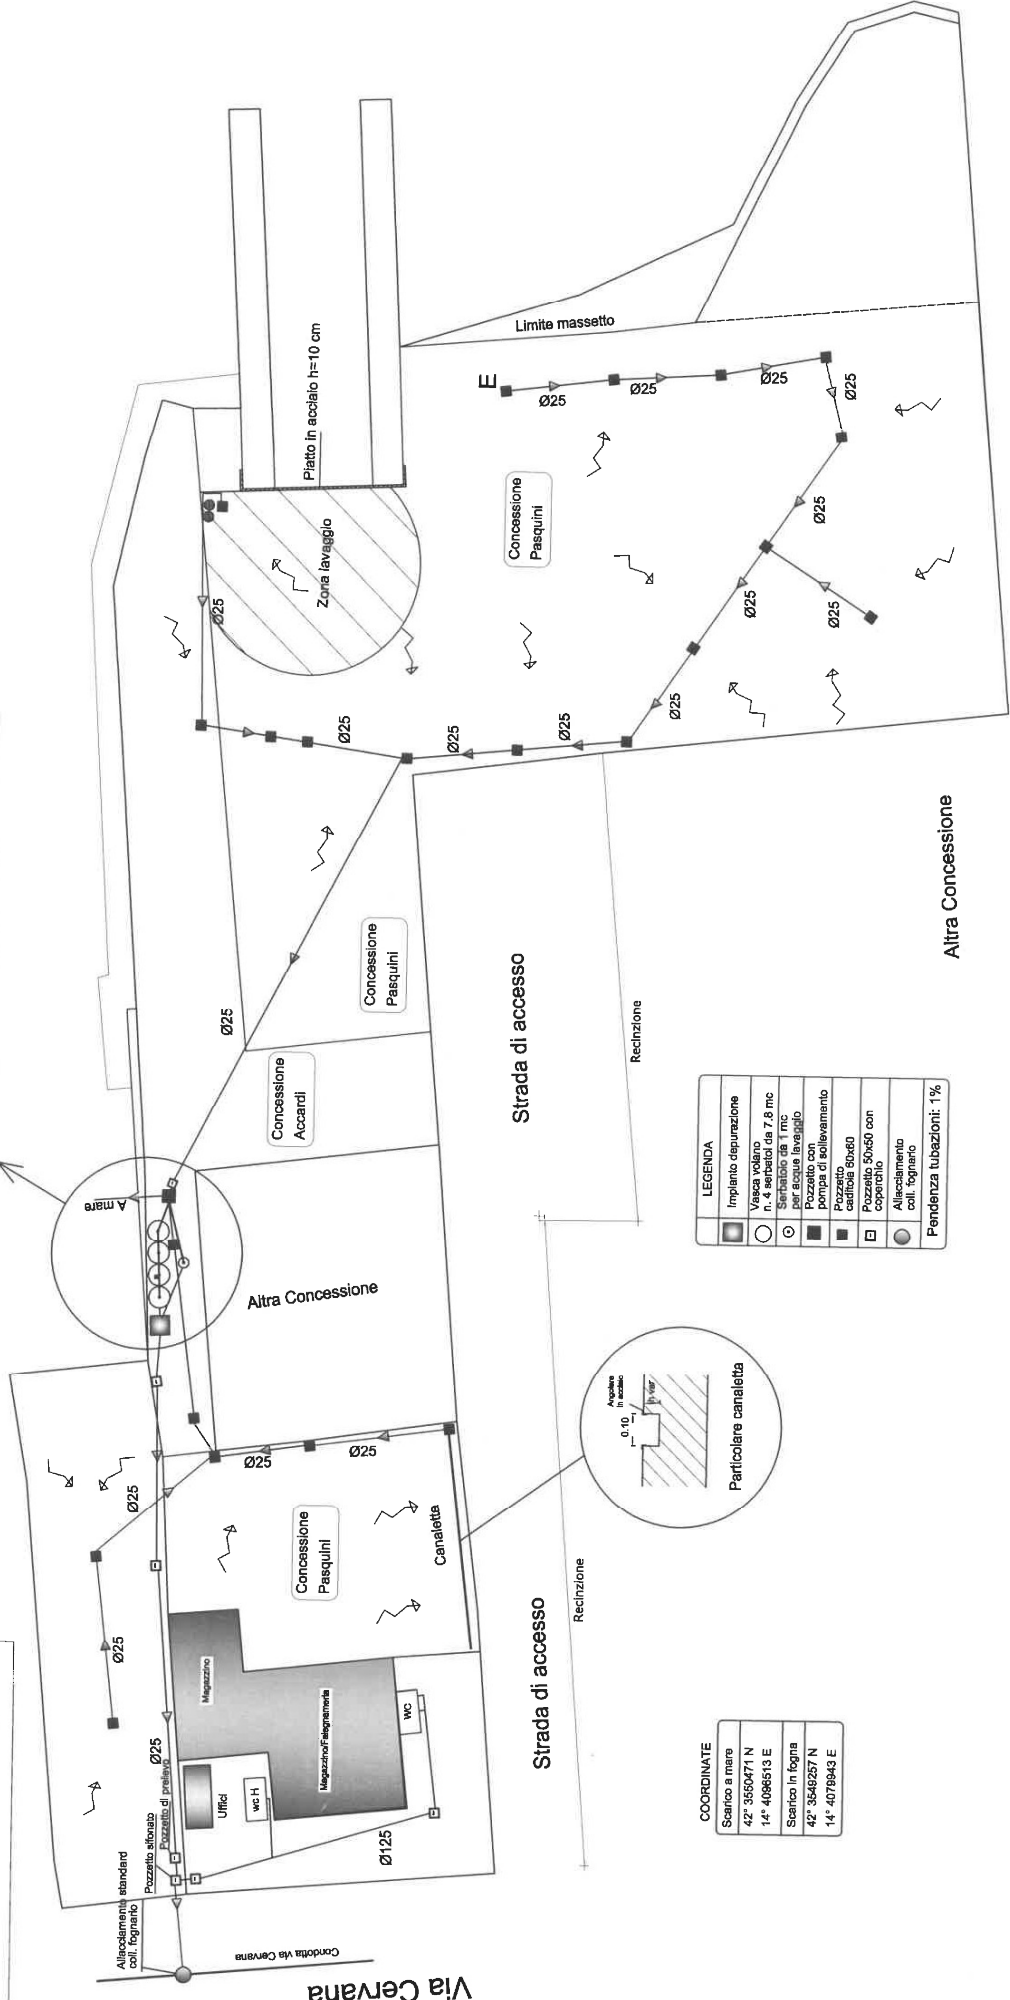 Piatto in acciaio h=10 cm
Limite massetto
E
Ø25
Ø25
Ø25
Ø25
Ø25
Ø25
Ø25
Ø25
Ø25
Ø25
Ø25
Ø25
Zona lavaggio
Concessione
Pasquini
Concessione
Pasquini
Concessione
Accardi
Ø25
Strada di accesso
Recinzione
Altra Concessione
A mare
Altra Concessione
LEGENDA
Impianto depurazione
Vasca volano
n. 4 serbatoi da 7.8 mc
Serbatoio da 1 mc
per acque lavaggio
Pozzetto con
pompa di sollevamento
Pozzetto
caditoia 60x60
Pozzetto 50x50 con
coperchio
Allacciamento
coll. fognario
Pendenza tubazioni: 1%
Angolare
in acciaio
0.10
h var
Particolare canaletta
Ø25
Ø25
Ø25
Ø25
Ø25
Concessione
Pasquini
Canaletta
Magazzino
Magazzino/Falegnameria
WC
Uffici
WC H
Ø125
Pozzetto di prelievo
Pozzetto sifonato
Allacciamento standard
coll. fognario
Condotta via Cervana
Via Cervana
Strada di accesso
Recinzione
COORDINATE
Scarico a mare
42° 3550471 N
14° 4096513 E
Scarico in fogna
42° 3549257 N
14° 4079943 E